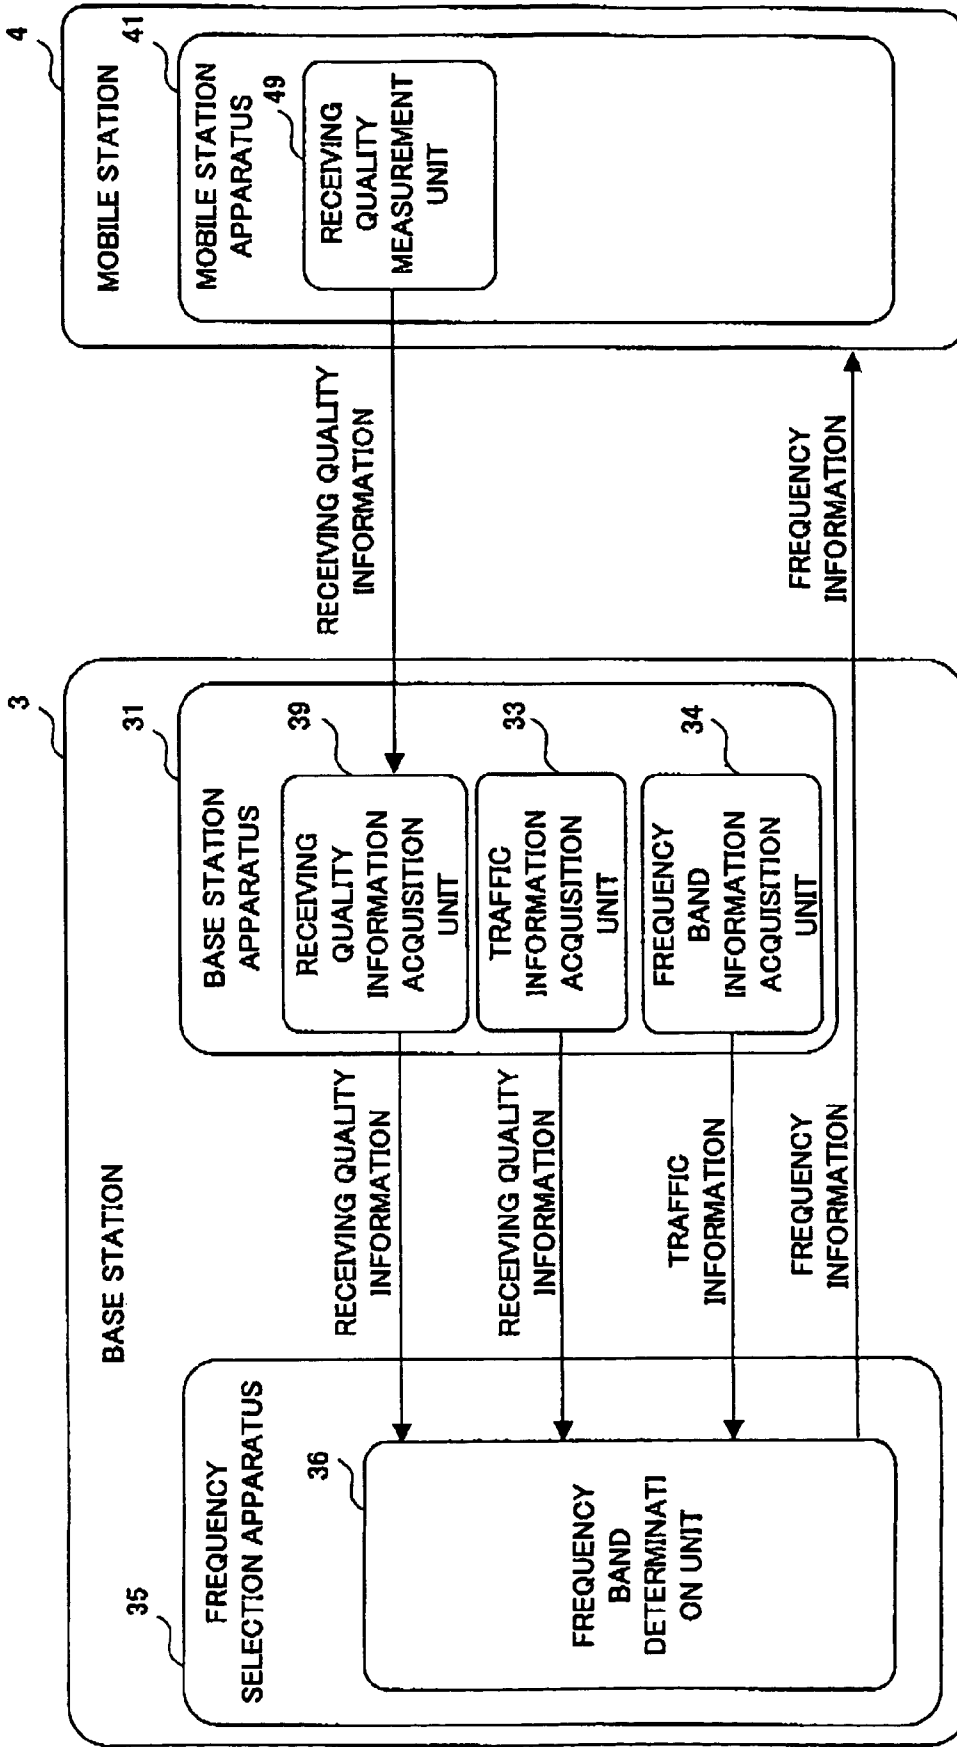 BASE STATION
3
FREQUENCY
SELECTION APPARATUS
35
FREQUENCY
BAND
DETERMINATI
ON UNIT
36
RECEIVING QUALITY
INFORMATION
RECEIVING QUALITY
INFORMATION
TRAFFIC
INFORMATION
FREQUENCY
INFORMATION
BASE STATION
APPARATUS
31
RECEIVING
QUALITY
INFORMATION
ACQUISITION
UNIT
39
TRAFFIC
INFORMATION
ACQUISITION
UNIT
33
FREQUENCY
BAND
INFORMATION
ACQUISITION
UNIT
34
RECEIVING QUALITY
INFORMATION
FREQUENCY
INFORMATION
MOBILE STATION
4
MOBILE STATION
APPARATUS
41
RECEIVING
QUALITY
MEASUREMENT
UNIT
49